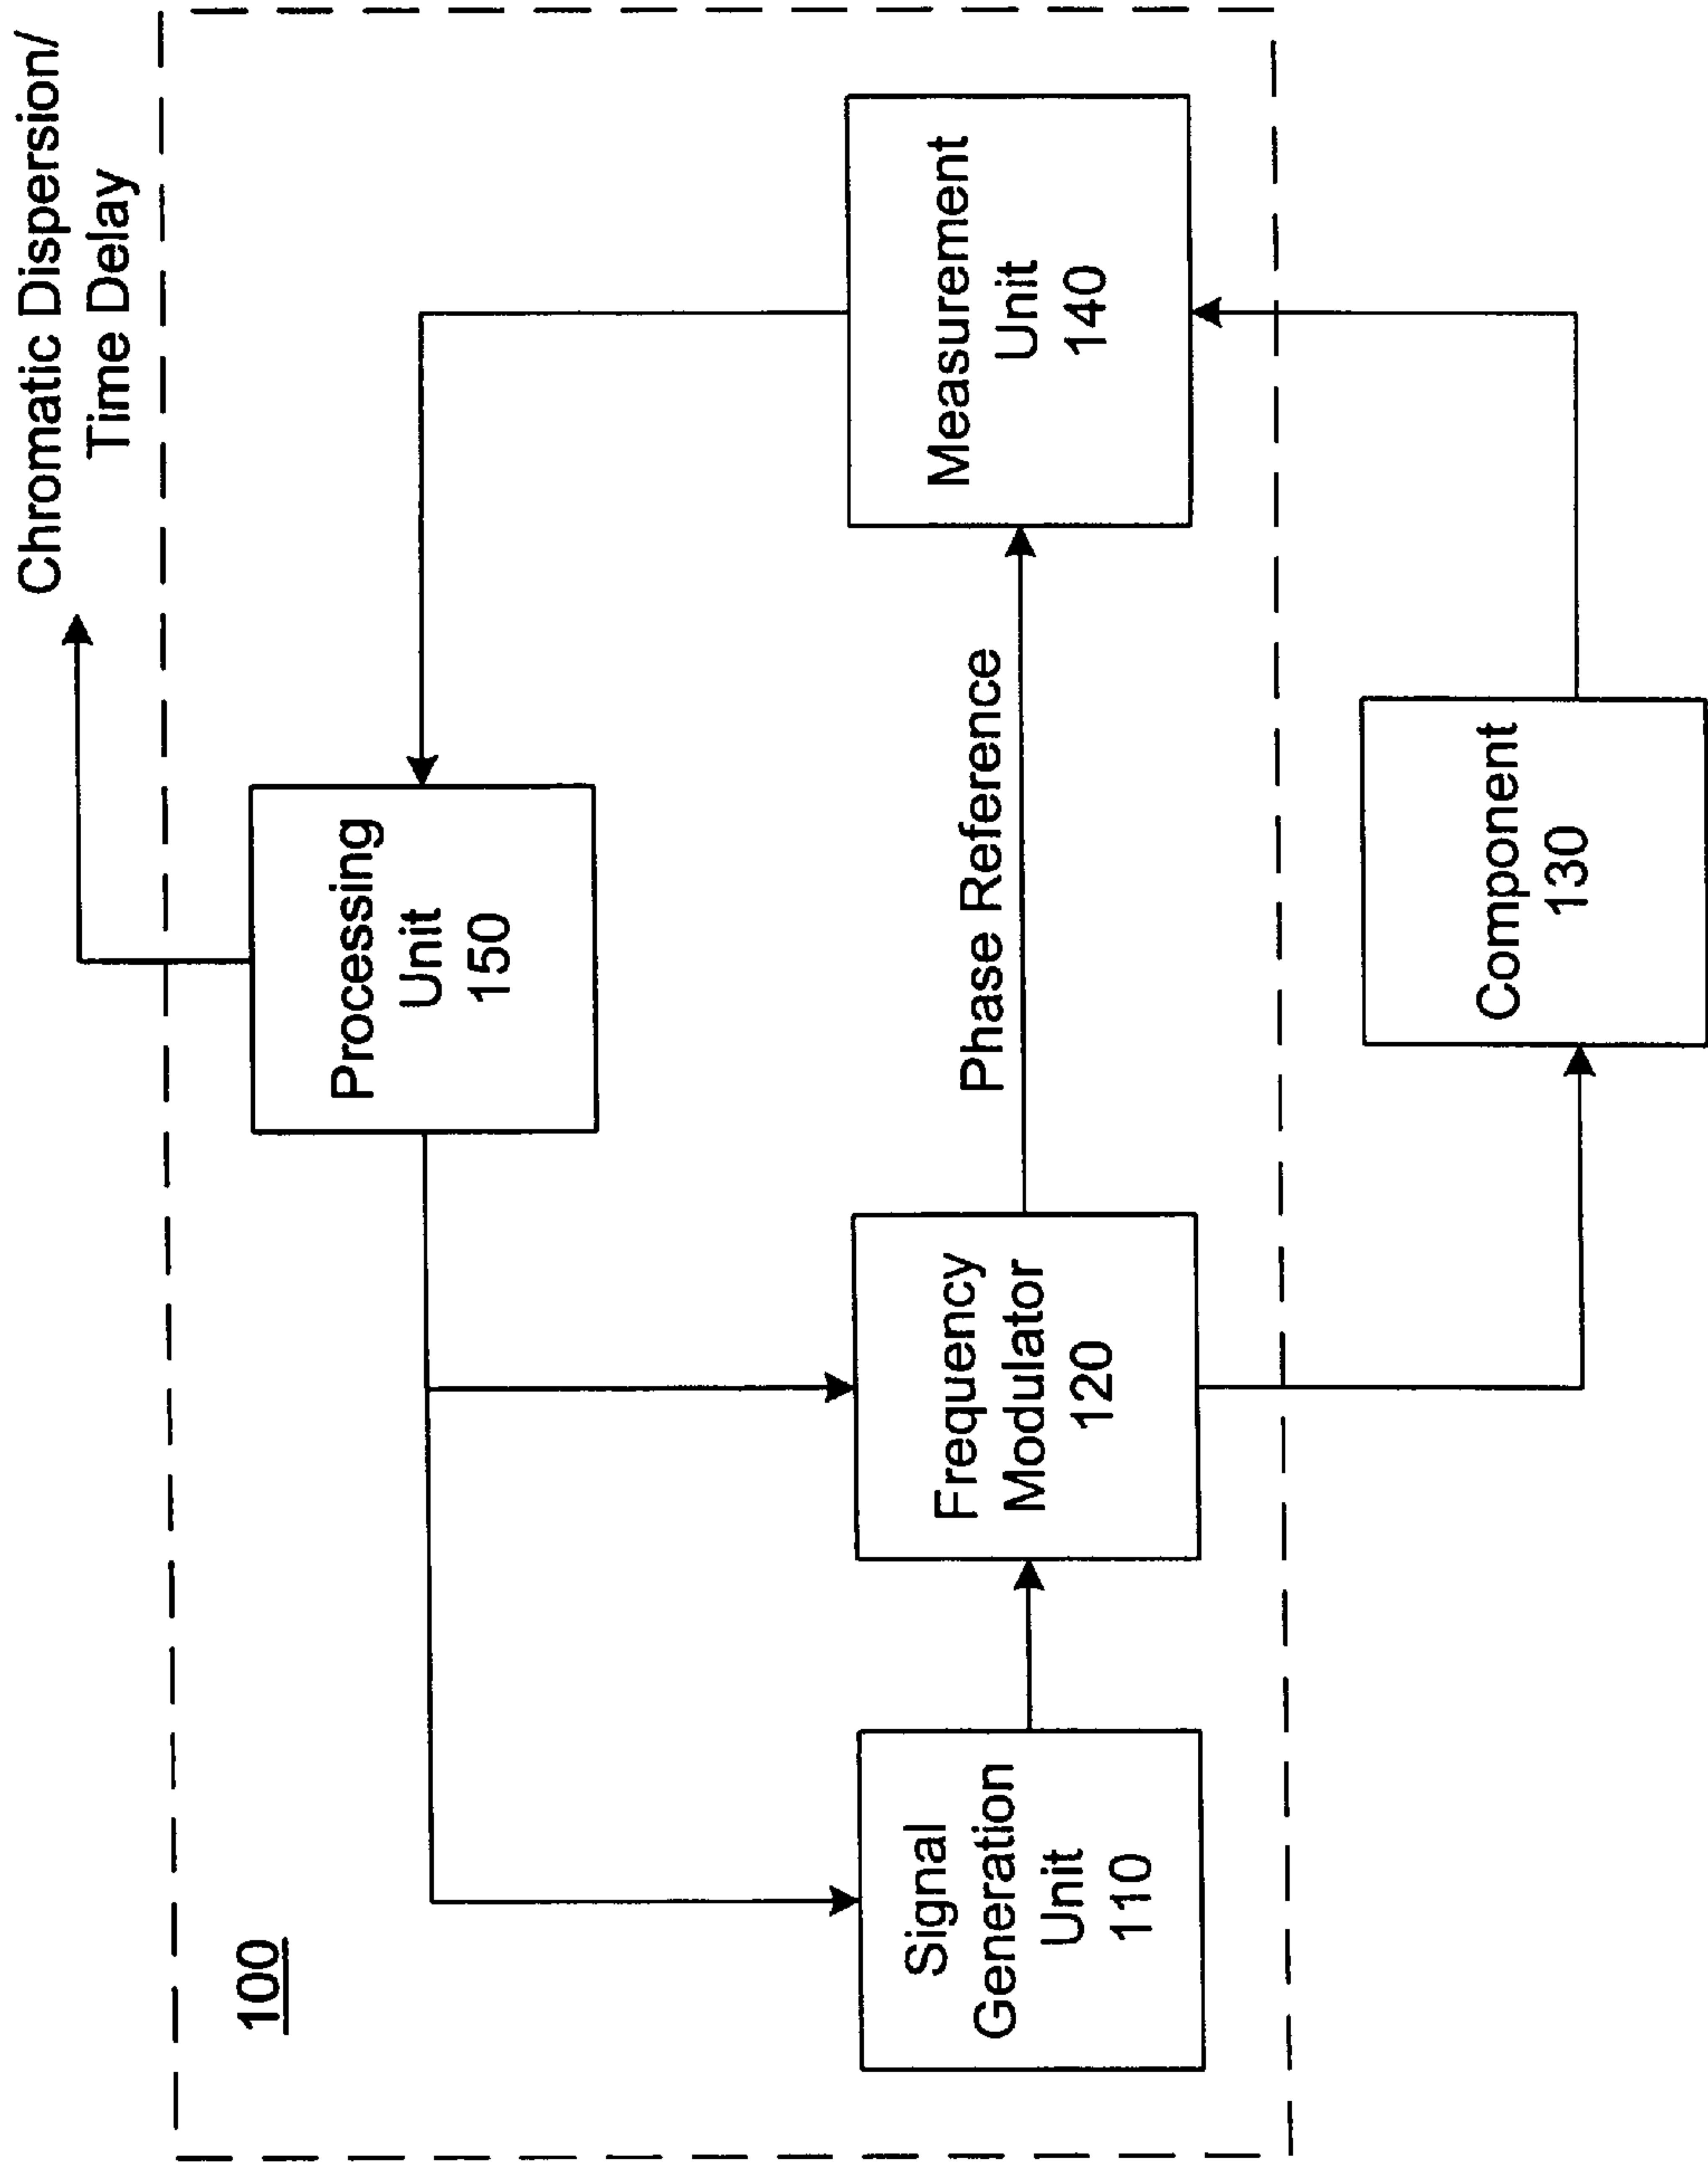 Chromatic Dispersion/
Time Delay
100
Processing
Unit
150
Signal
Generation
Unit
110
Frequency
Modulator
120
Phase Reference
Measurement
Unit
140
Component
130